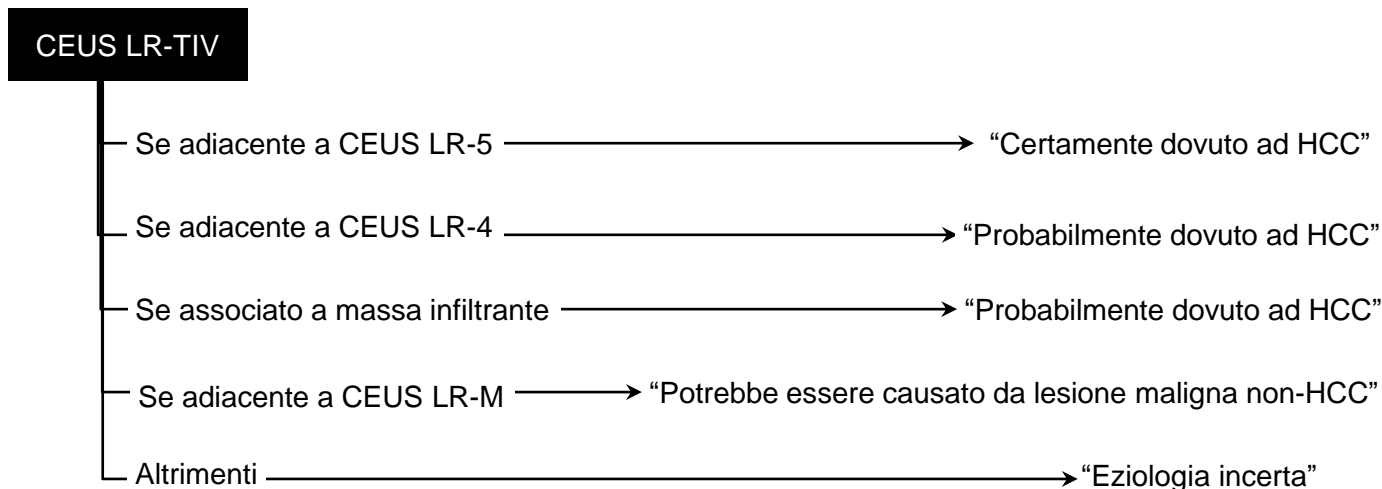 CEUS LR-TIV
Se adiacente a CEUS LR-5 “Certamente dovuto ad HCC”
Se adiacente a CEUS LR-4 “Probabilmente dovuto ad HCC”
Se associato a massa infiltrante “Probabilmente dovuto ad HCC”
Se adiacente a CEUS LR-M “Potrebbe essere causato da lesione maligna non-HCC”
Altrimenti “Eziologia incerta”